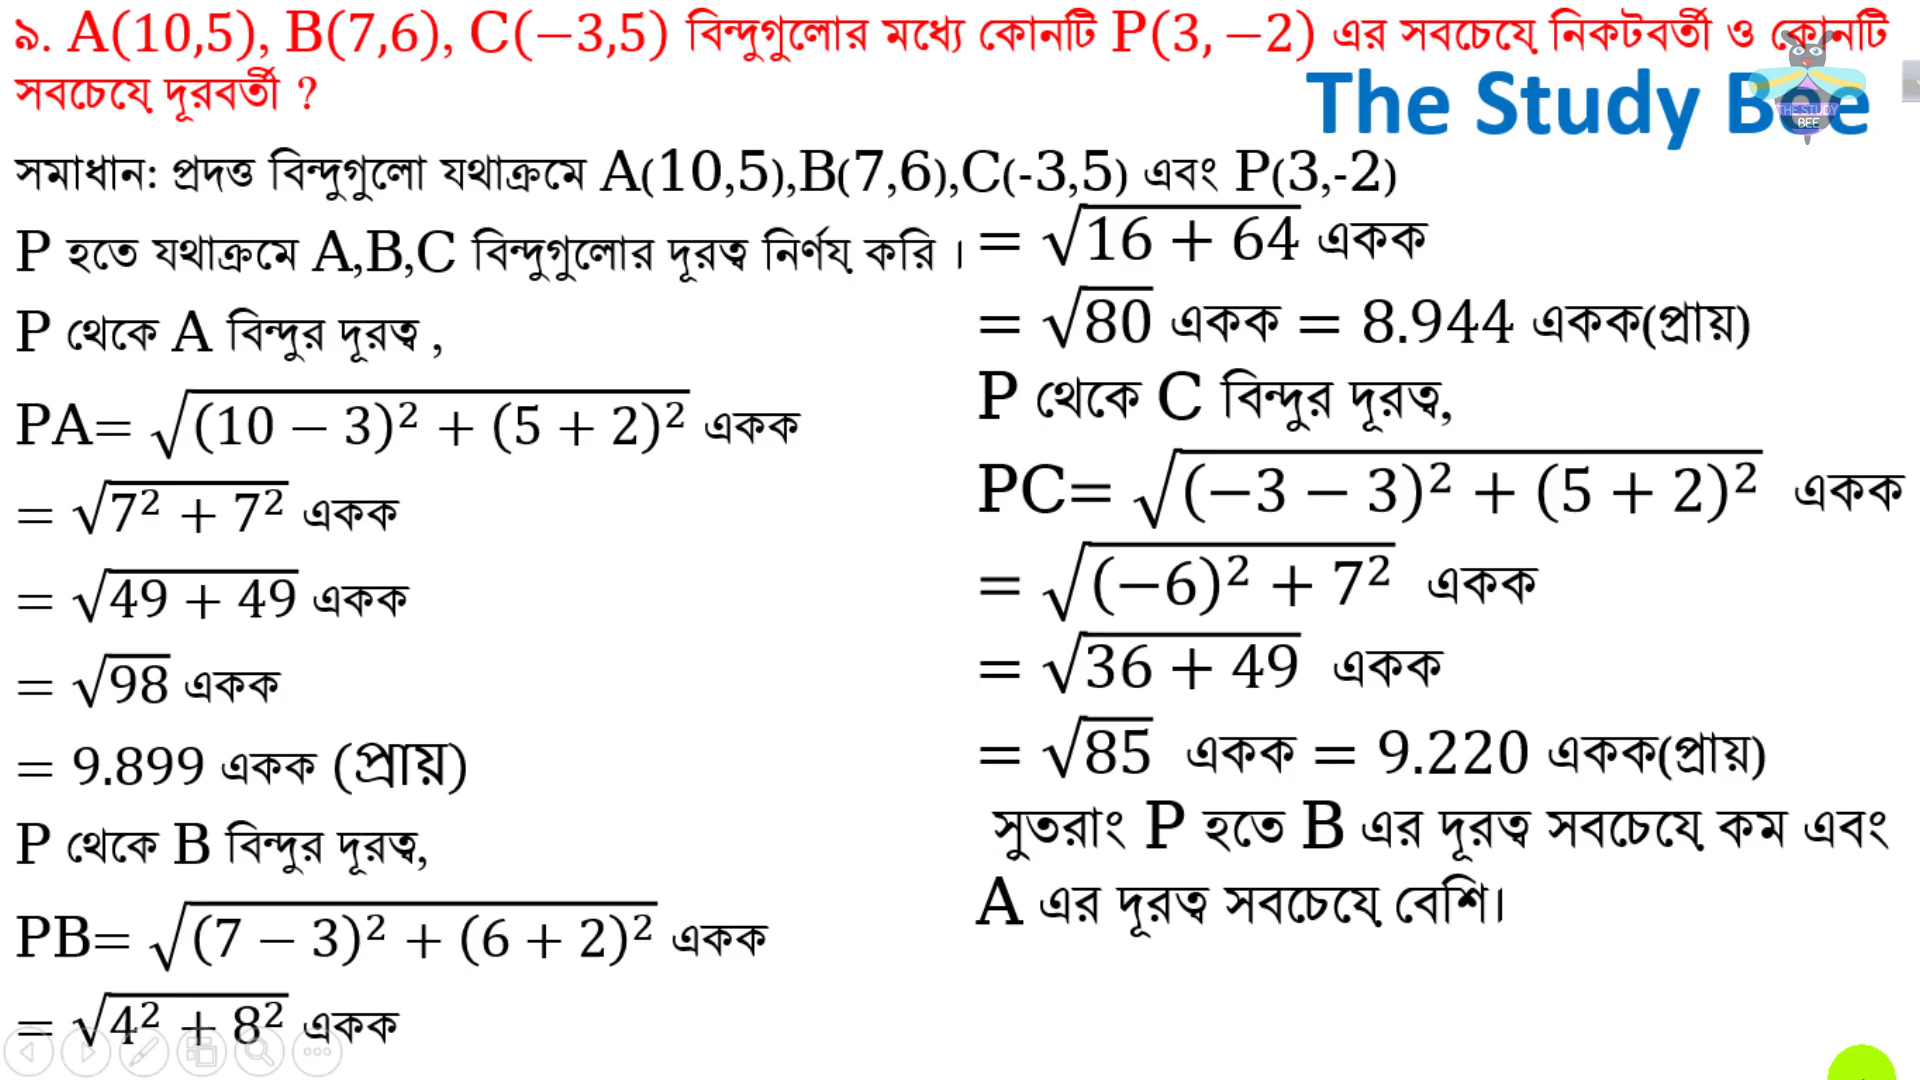 ৯. A(10,5), B(7,6), C(−3,5) বিন্দুগুলোর মধ্যে কোনটি P(3, −2) এর সবচেয়ে নিকটবর্তী ও কোনটি
সবচেয়ে দূরবর্তী ?
The Study Bee
THE STUDY
BEE
সমাধান: প্রদত্ত বিন্দুগুলো যথাক্রমে A(10,5),B(7,6),C(-3,5) এবং P(3,-2)
P হতে যথাক্রমে A,B,C বিন্দুগুলোর দূরত্ব নির্ণয় করি ।
P থেকে A বিন্দুর দূরত্ব ,
PA= √((10 − 3)² + (5 + 2)²) একক
= √(7² + 7²) একক
= √(49 + 49) একক
= √98 একক
= 9.899 একক (প্রায়)
P থেকে B বিন্দুর দূরত্ব,
PB= √((7 − 3)² + (6 + 2)²) একক
= √(4² + 8²) একক
= √(16 + 64) একক
= √80 একক = 8.944 একক(প্রায়)
P থেকে C বিন্দুর দূরত্ব,
PC= √((−3 − 3)² + (5 + 2)²) একক
= √((−6)² + 7²) একক
= √(36 + 49) একক
= √85 একক = 9.220 একক(প্রায়)
সুতরাং P হতে B এর দূরত্ব সবচেয়ে কম এবং
A এর দূরত্ব সবচেয়ে বেশি।